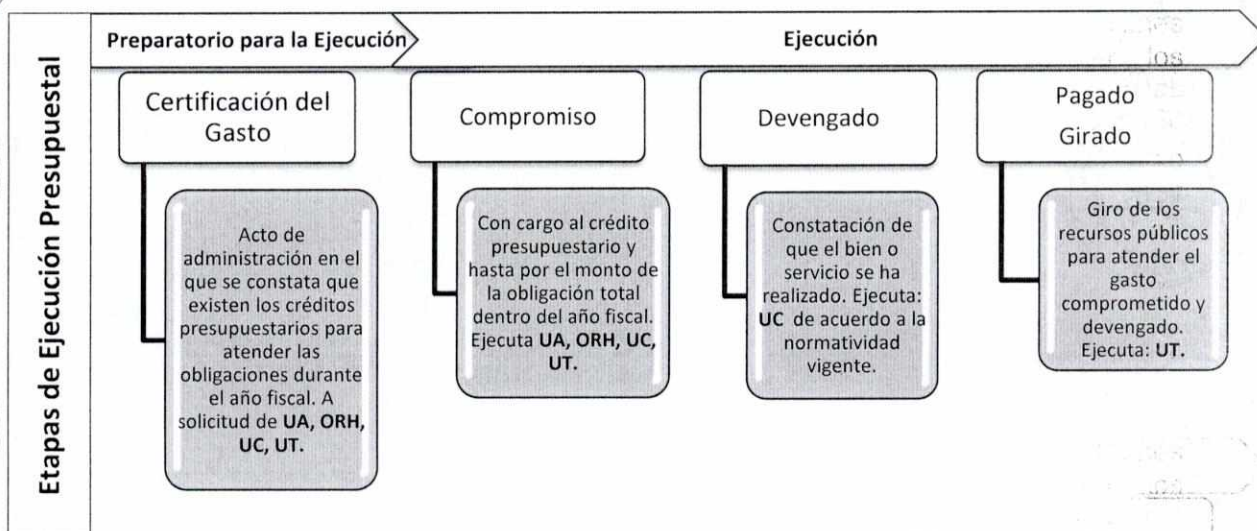 Etapas de Ejecución Presupuestal
Preparatorio para la Ejecución
Ejecución
Certificación del
Gasto
Acto de
administración en el
que se constata que
existen los créditos
presupuestarios para
atender las
obligaciones durante
el año fiscal. A
solicitud de UA, ORH,
UC, UT.
Compromiso
Con cargo al crédito
presupuestario y
hasta por el monto de
la obligación total
dentro del año fiscal.
Ejecuta UA, ORH, UC,
UT.
Devengado
Constatación de
que el bien o
servicio se ha
realizado. Ejecuta:
UC de acuerdo a la
normatividad
vigente.
Pagado
Girado
Giro de los
recursos públicos
para atender el
gasto
comprometido y
devengado.
Ejecuta: UT.